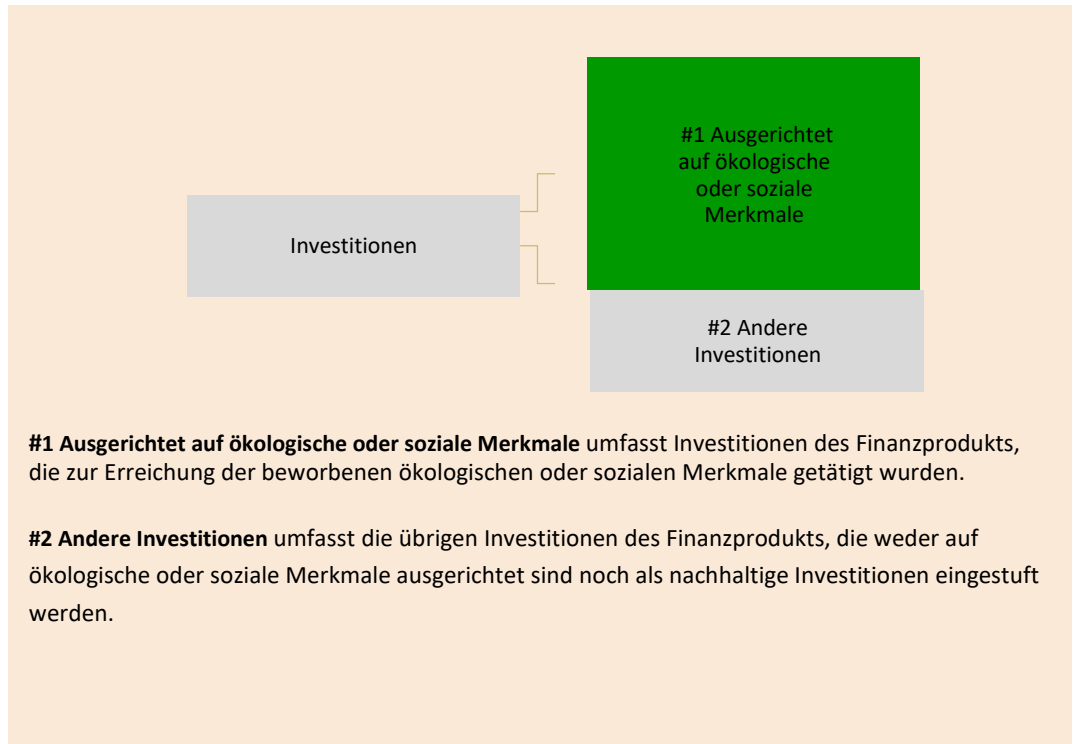 #1 Ausgerichtet
auf ökologische
oder soziale
Merkmale
Investitionen
#2 Andere
Investitionen
#1 Ausgerichtet auf ökologische oder soziale Merkmale umfasst Investitionen des Finanzprodukts,
die zur Erreichung der beworbenen ökologischen oder sozialen Merkmale getätigt wurden.
#2 Andere Investitionen umfasst die übrigen Investitionen des Finanzprodukts, die weder auf
ökologische oder soziale Merkmale ausgerichtet sind noch als nachhaltige Investitionen eingestuft
werden.